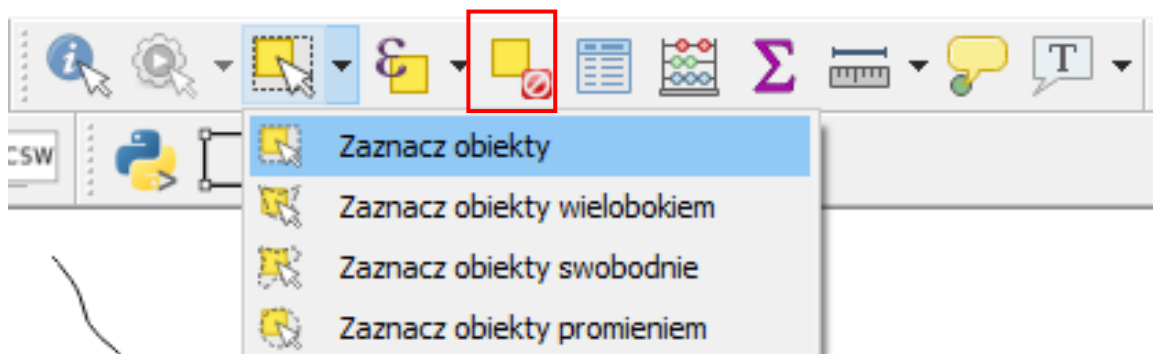 T
CSW
Zaznacz obiekty
Zaznacz obiekty wielobokiem
Zaznacz obiekty swobodnie
Zaznacz obiekty promieniem